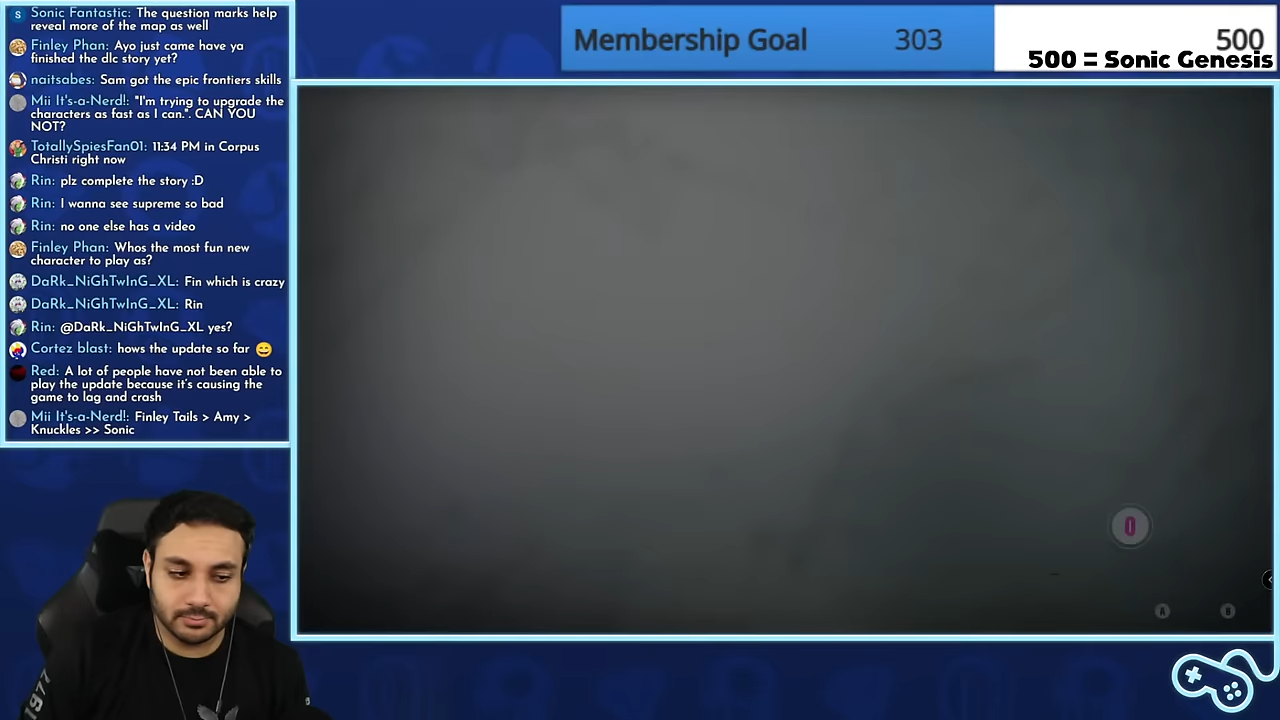 Sonic Fantastic: The question marks help
reveal more of the map as well
Finley Phan: Ayo just came have ya
finished the dlc story yet?
naitsabes: Sam got the epic frontiers skills
Mii It's-a-Nerd!: "I'm trying to upgrade the
characters as fast as I can.". CAN YOU
NOT?
TotallySpiesFan01: 11:34 PM in Corpus
Christi right now
Rin: plz complete the story :D
Rin: I wanna see supreme so bad
Rin: no one else has a video
Finley Phan: Whos the most fun new
character to play as?
DaRk_NiGhTwInG_XL: Fin which is crazy
DaRk_NiGhTwInG_XL: Rin
Rin: @DaRk_NiGhTwInG_XL yes?
Cortez blast: hows the update so far 😄
Red: A lot of people have not been able to
play the update because it's causing the
game to lag and crash
Mii It's-a-Nerd!: Finley Tails > Amy >
Knuckles >> Sonic
Membership Goal 303 500
500 = Sonic Genesis
0
A B
1977